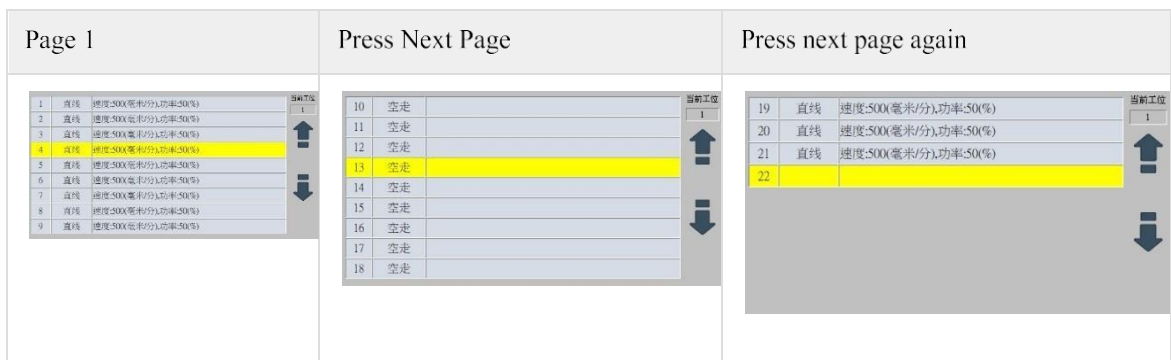 Page 1
Press Next Page
Press next page again
当前工位
1
1 直线 速度:500(毫米/分),功率:50(%)
2 直线 速度:500(毫米/分),功率:50(%)
3 直线 速度:500(毫米/分),功率:50(%)
4 直线 速度:500(毫米/分),功率:50(%)
5 直线 速度:500(毫米/分),功率:50(%)
6 直线 速度:500(毫米/分),功率:50(%)
7 直线 速度:500(毫米/分),功率:50(%)
8 直线 速度:500(毫米/分),功率:50(%)
9 直线 速度:500(毫米/分),功率:50(%)
当前工位
1
10 空走
11 空走
12 空走
13 空走
14 空走
15 空走
16 空走
17 空走
18 空走
当前工位
1
19 直线 速度:500(毫米/分),功率:50(%)
20 直线 速度:500(毫米/分),功率:50(%)
21 直线 速度:500(毫米/分),功率:50(%)
22